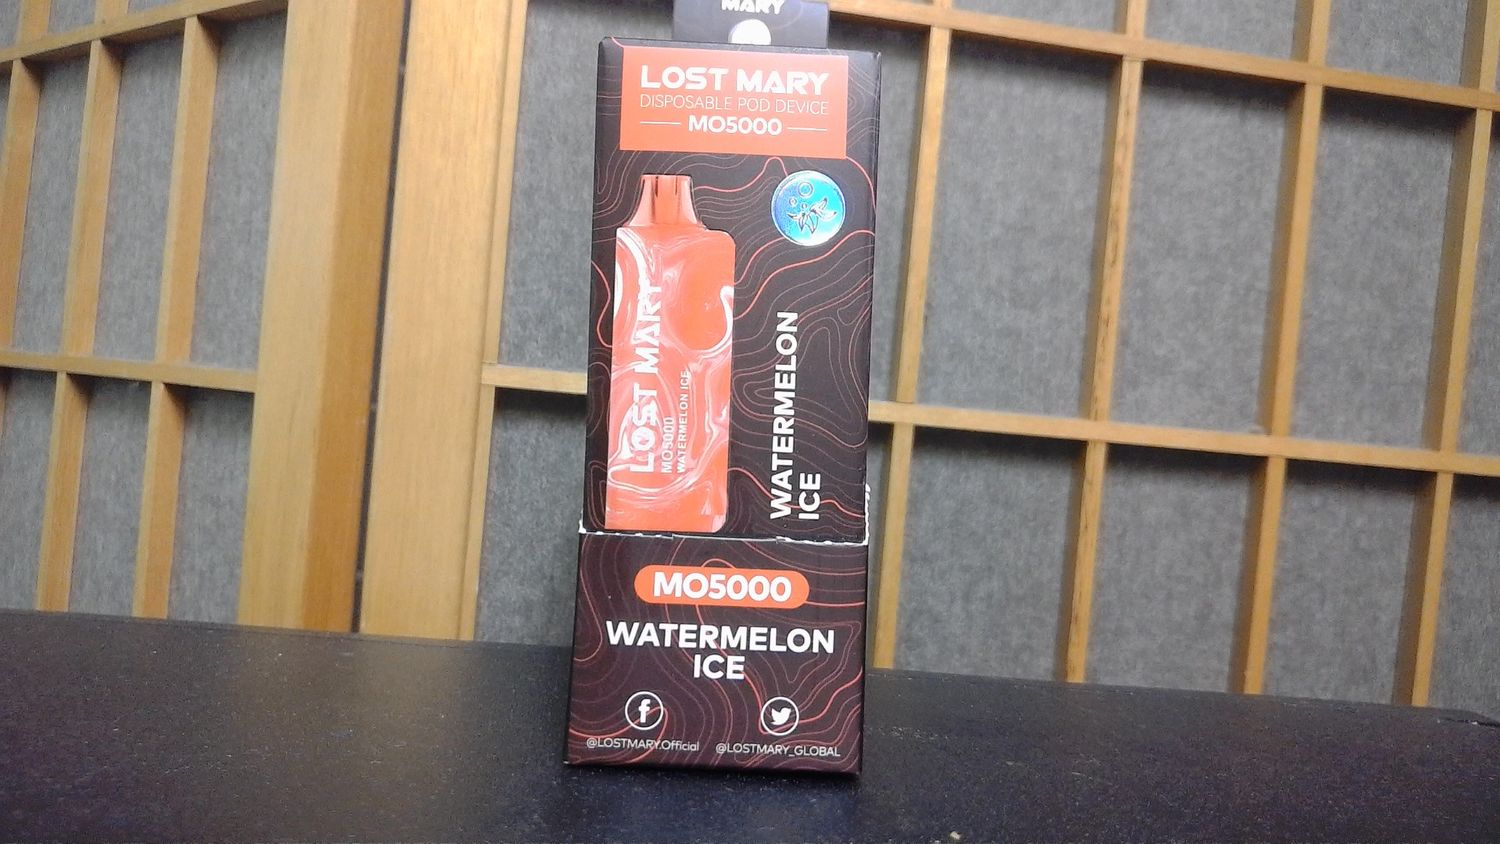 MARY
LOST MARY
DISPOSABLE POD DEVICE
MO5000
LOST MARY
MO5000
WATERMELON ICE
WATERMELON
ICE
MO5000
WATERMELON
ICE
@LOSTMARY.Official
@LOSTMARY_GLOBAL